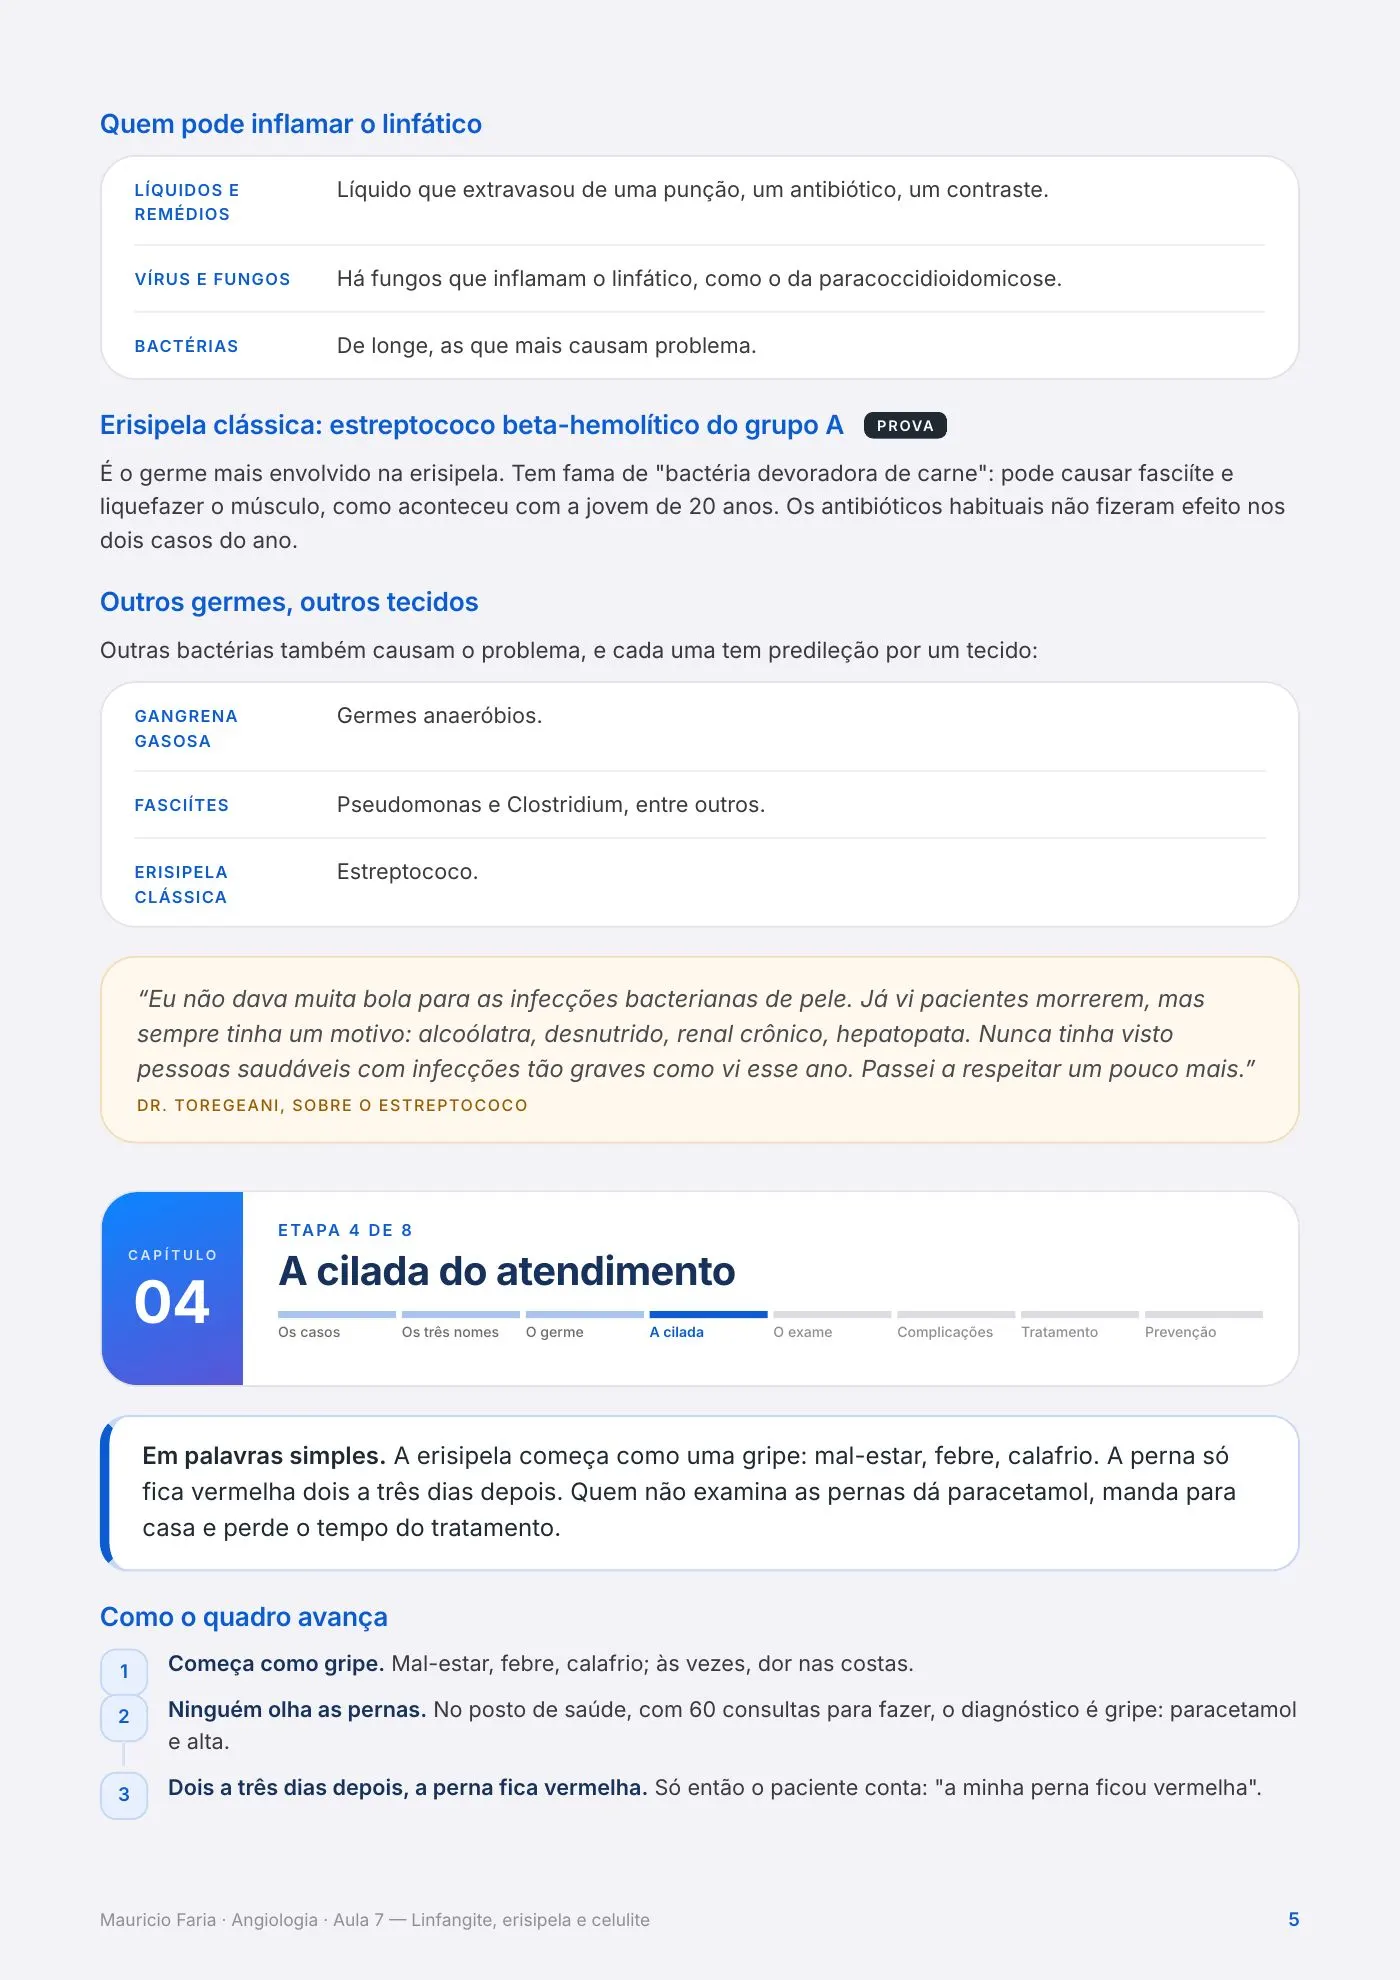 Quem pode inflamar o linfático
LÍQUIDOS E
REMÉDIOS
Líquido que extravasou de uma punção, um antibiótico, um contraste.
VÍRUS E FUNGOS
Há fungos que inflamam o linfático, como o da paracoccidioidomicose.
BACTÉRIAS
De longe, as que mais causam problema.
Erisipela clássica: estreptococo beta-hemolítico do grupo A PROVA
É o germe mais envolvido na erisipela. Tem fama de "bactéria devoradora de carne": pode causar fasciíte e
liquefazer o músculo, como aconteceu com a jovem de 20 anos. Os antibióticos habituais não fizeram efeito nos
dois casos do ano.
Outros germes, outros tecidos
Outras bactérias também causam o problema, e cada uma tem predileção por um tecido:
GANGRENA
GASOSA
Germes anaeróbios.
FASCIÍTES
Pseudomonas e Clostridium, entre outros.
ERISIPELA
CLÁSSICA
Estreptococo.
“Eu não dava muita bola para as infecções bacterianas de pele. Já vi pacientes morrerem, mas
sempre tinha um motivo: alcoólatra, desnutrido, renal crônico, hepatopata. Nunca tinha visto
pessoas saudáveis com infecções tão graves como vi esse ano. Passei a respeitar um pouco mais.”
DR. TOREGEANI, SOBRE O ESTREPTOCOCO
CAPÍTULO
04
ETAPA 4 DE 8
A cilada do atendimento
Os casos Os três nomes O germe A cilada O exame Complicações Tratamento Prevenção
Em palavras simples. A erisipela começa como uma gripe: mal-estar, febre, calafrio. A perna só
fica vermelha dois a três dias depois. Quem não examina as pernas dá paracetamol, manda para
casa e perde o tempo do tratamento.
Como o quadro avança
1 Começa como gripe. Mal-estar, febre, calafrio; às vezes, dor nas costas.
2 Ninguém olha as pernas. No posto de saúde, com 60 consultas para fazer, o diagnóstico é gripe: paracetamol
e alta.
3 Dois a três dias depois, a perna fica vermelha. Só então o paciente conta: "a minha perna ficou vermelha".
Mauricio Faria · Angiologia · Aula 7 — Linfangite, erisipela e celulite
5